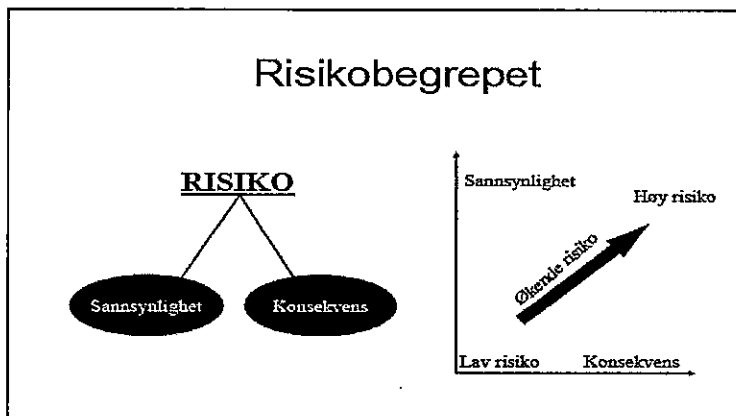 Risikobegrepet
RISIKO
Sannsynlighet
Konsekvens
Sannsynlighet
Høy risiko
Økende risiko
Lav risiko
Konsekvens